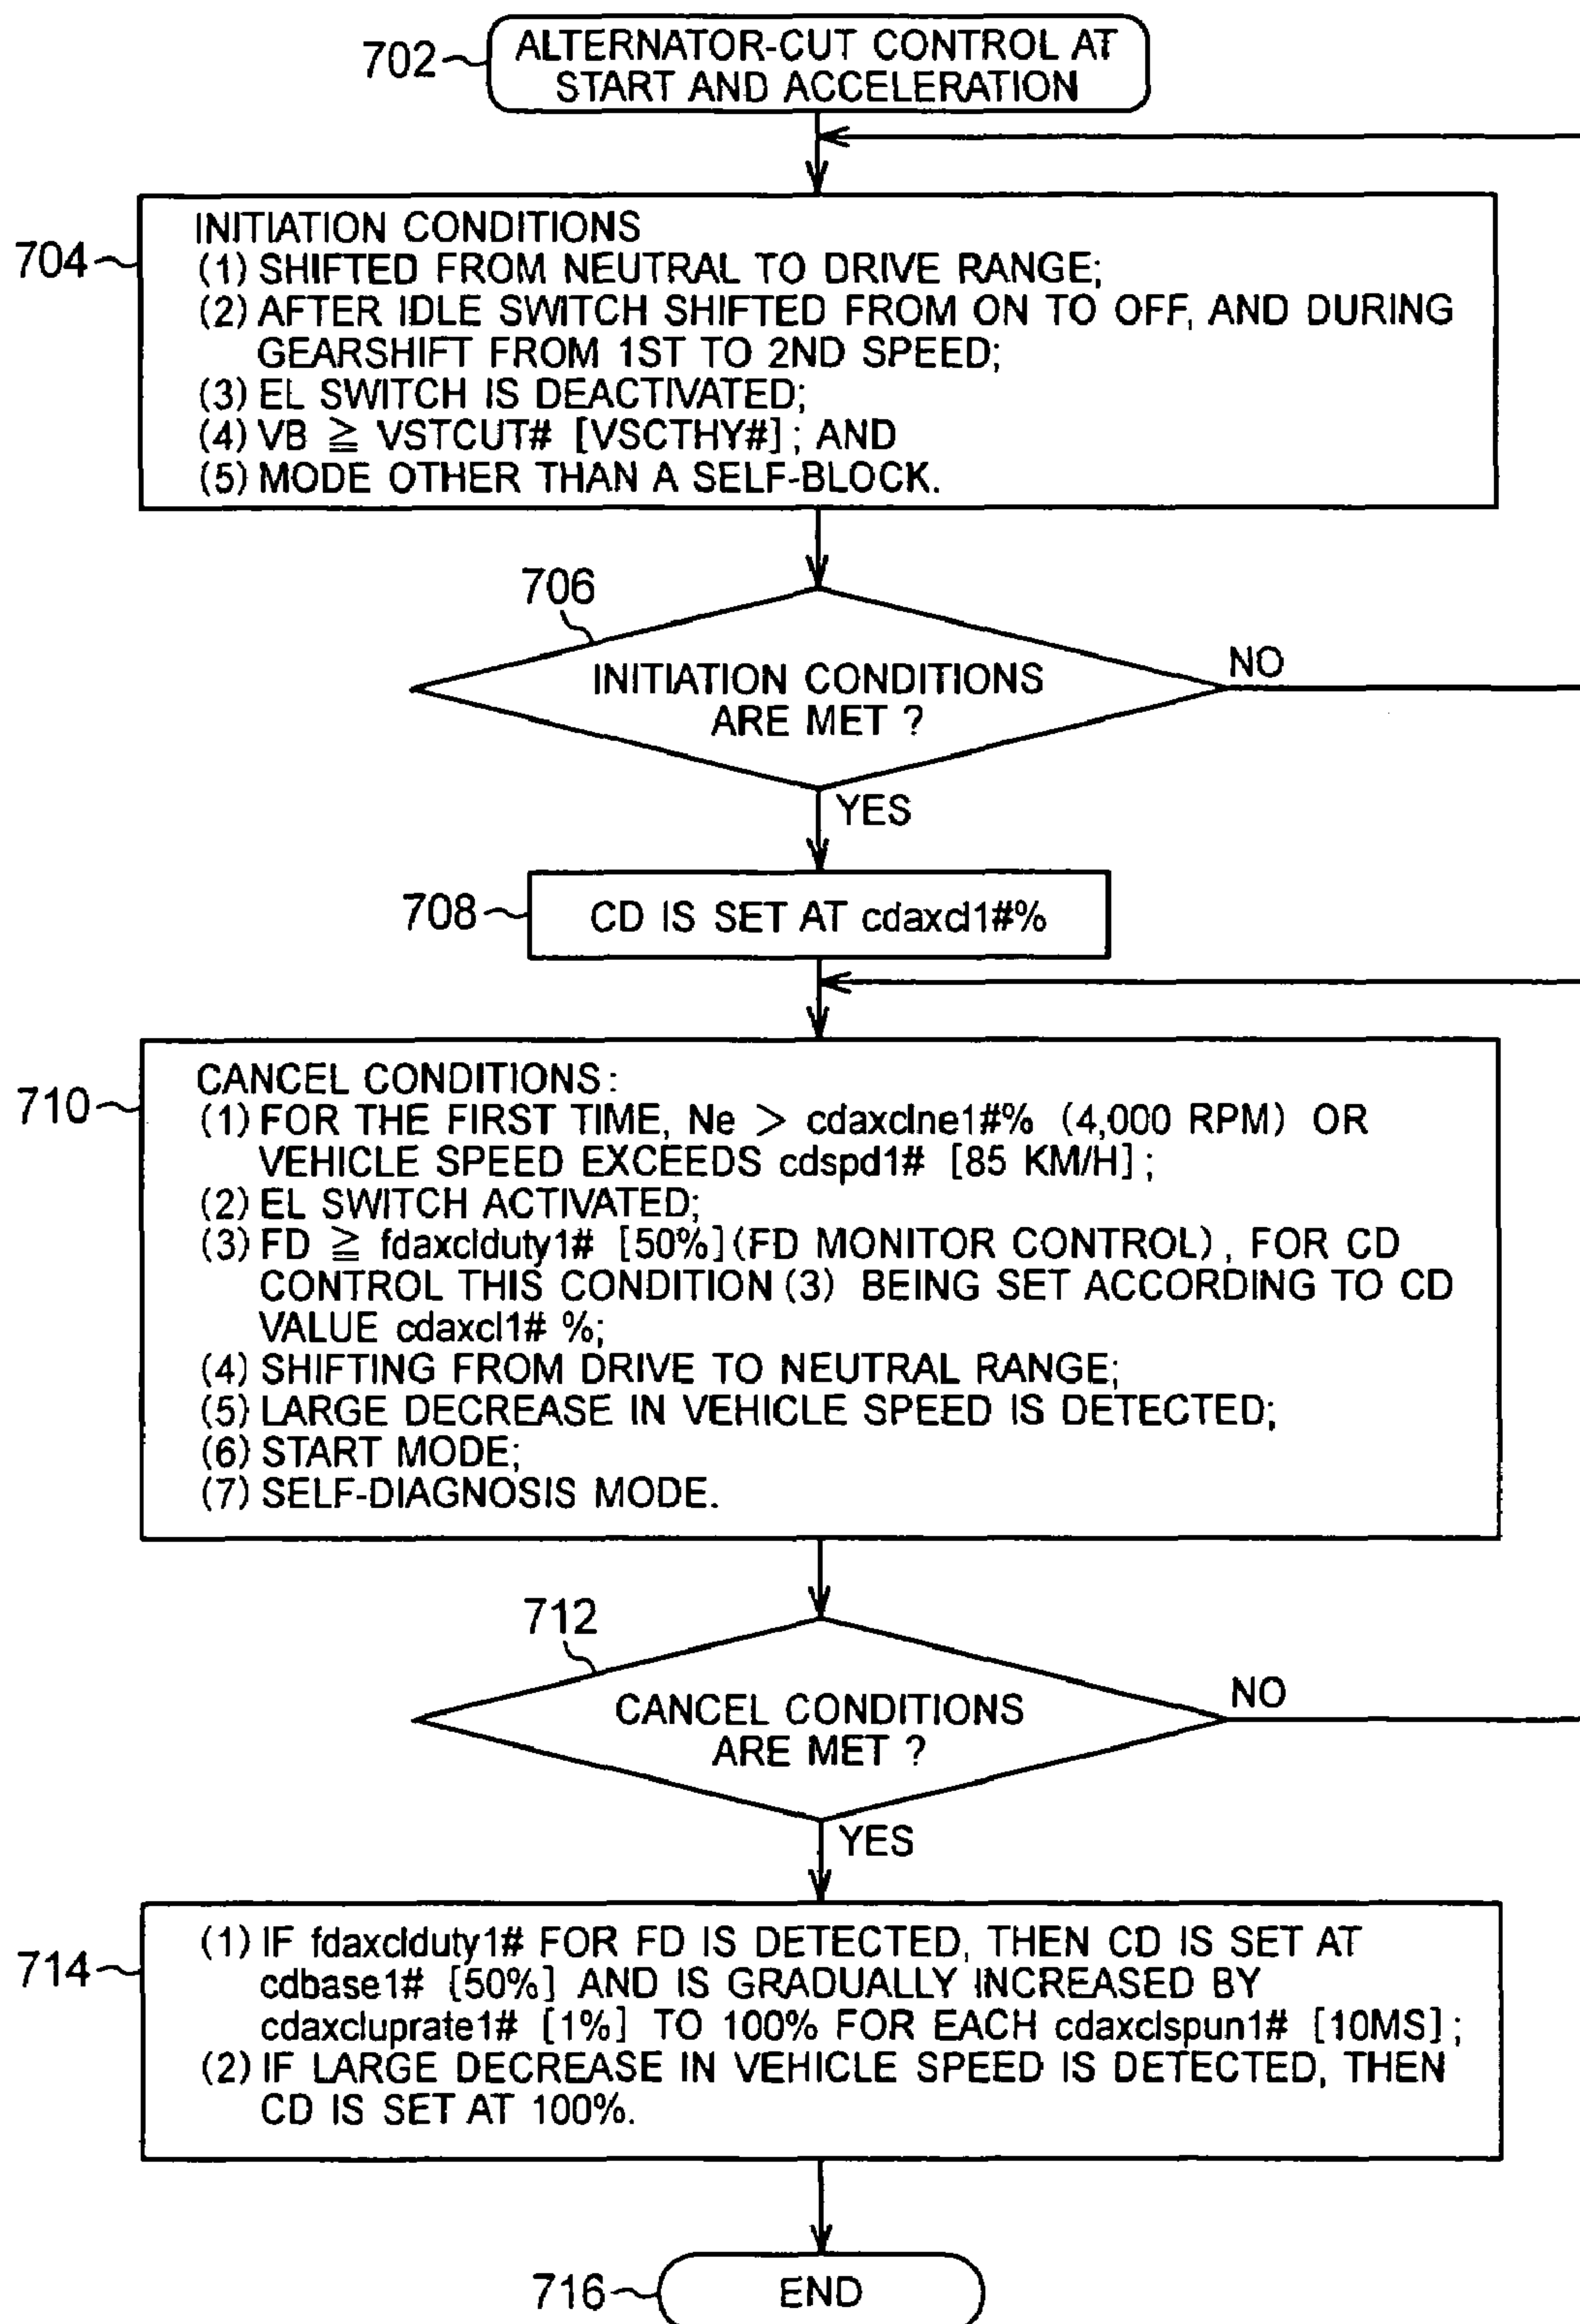 702
ALTERNATOR-CUT CONTROL AT
START AND ACCELERATION
704
INITIATION CONDITIONS
(1) SHIFTED FROM NEUTRAL TO DRIVE RANGE;
(2) AFTER IDLE SWITCH SHIFTED FROM ON TO OFF, AND DURING
GEARSHIFT FROM 1ST TO 2ND SPEED;
(3) EL SWITCH IS DEACTIVATED;
(4) VB ≧ VSTCUT# [VSCTHY#] ; AND
(5) MODE OTHER THAN A SELF-BLOCK.
706
INITIATION CONDITIONS
ARE MET ?
NO
YES
708
CD IS SET AT cdaxcl1#%
710
CANCEL CONDITIONS:
(1) FOR THE FIRST TIME, Ne > cdaxclne1#% (4,000 RPM) OR
VEHICLE SPEED EXCEEDS cdspd1# [85 KM/H] ;
(2) EL SWITCH ACTIVATED;
(3) FD ≧ fdaxclduty1# [50%] (FD MONITOR CONTROL) , FOR CD
CONTROL THIS CONDITION (3) BEING SET ACCORDING TO CD
VALUE cdaxcl1# %;
(4) SHIFTING FROM DRIVE TO NEUTRAL RANGE;
(5) LARGE DECREASE IN VEHICLE SPEED IS DETECTED;
(6) START MODE;
(7) SELF-DIAGNOSIS MODE.
712
CANCEL CONDITIONS
ARE MET ?
NO
YES
714
(1) IF fdaxclduty1# FOR FD IS DETECTED, THEN CD IS SET AT
cdbase1# [50%] AND IS GRADUALLY INCREASED BY
cdaxcluprate1# [1%] TO 100% FOR EACH cdaxclspun1# [10MS] ;
(2) IF LARGE DECREASE IN VEHICLE SPEED IS DETECTED, THEN
CD IS SET AT 100%.
716
END